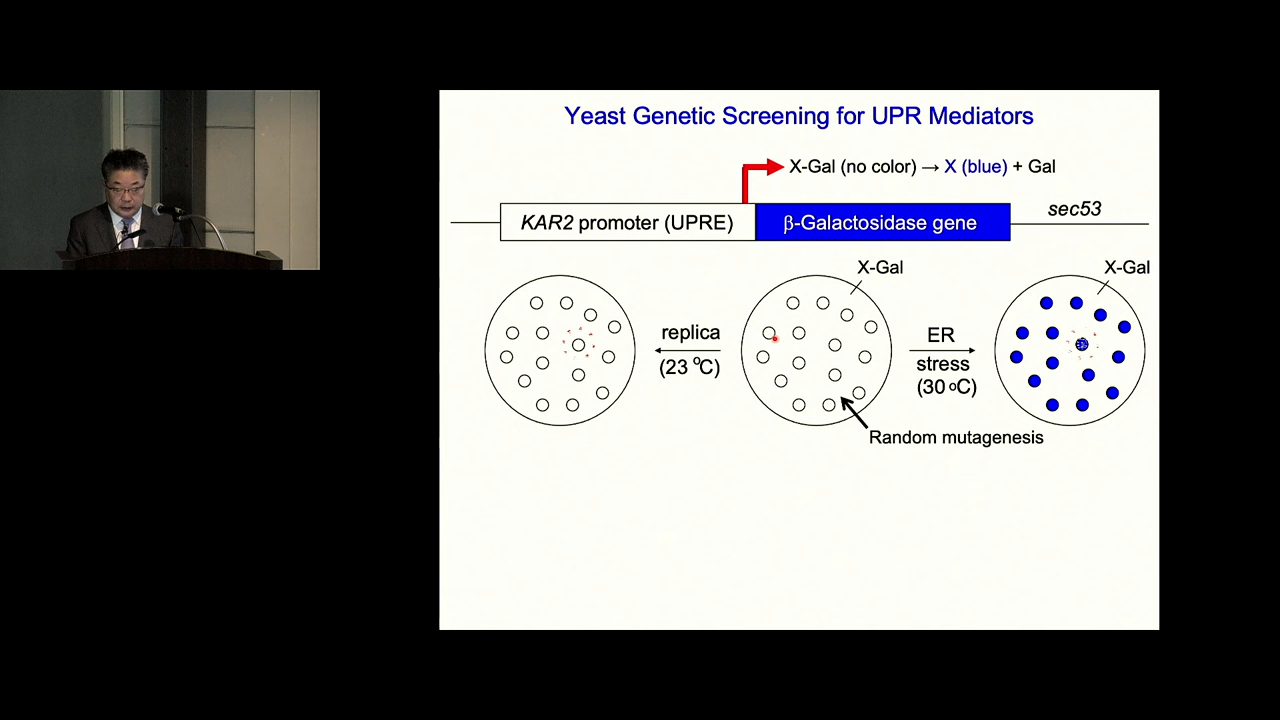 Yeast Genetic Screening for UPR Mediators
X-Gal (no color) → X (blue) + Gal
KAR2 promoter (UPRE)
β-Galactosidase gene
sec53
X-Gal
X-Gal
replica
(23 ºC)
ER
stress
(30 ºC)
Random mutagenesis